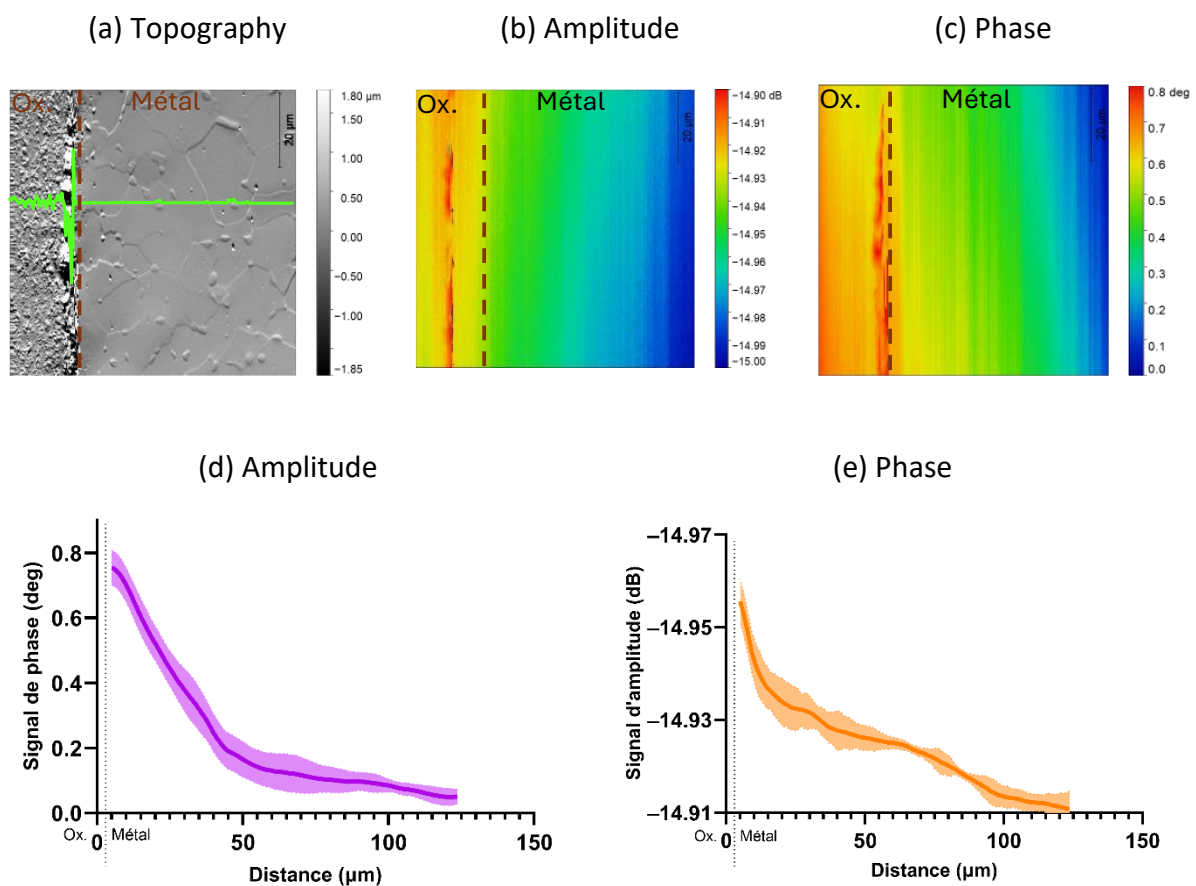 (a) Topography
(b) Amplitude
(c) Phase
Ox.
Métal
20 µm
1.80 µm
1.00
0.50
0.00
−0.50
−1.00
−1.85
Ox.
Métal
20 µm
−14.90 dB
−14.91
−14.92
−14.93
−14.90
−14.94
−14.95
−14.96
−14.96
−14.98
−14.99
−15.00
Ox.
Métal
20 µm
0.8 deg
0.7
0.6
0.5
0.4
0.3
0.2
0.1
0.0
(d) Amplitude
(e) Phase
Signal de phase (deg)
0.8
0.6
0.4
0.2
0.0
Ox.
Métal
0
50
100
150
Distance (µm)
Signal d'amplitude (dB)
−14.97
−14.95
−14.93
−14.91
Ox.
Métal
0
50
100
150
Distance (µm)